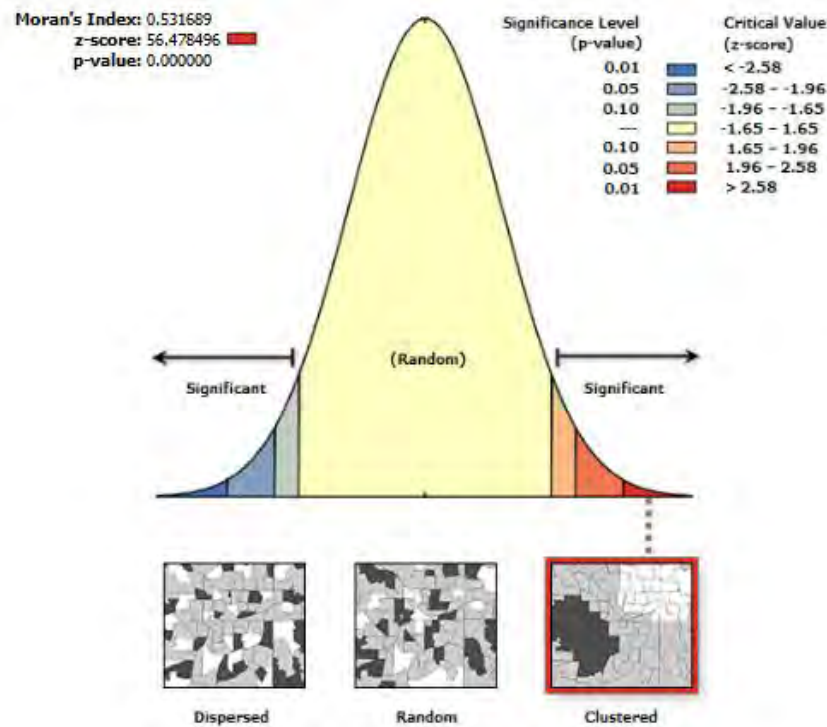 Moran's Index: 0.531689
z-score: 56.478496
p-value: 0.000000
Significance Level
(p-value)
Critical Value
(z-score)
0.01 < -2.58
0.05 -2.58 – -1.96
0.10 -1.96 – -1.65
--- -1.65 – 1.65
0.10 1.65 – 1.96
0.05 1.96 – 2.58
0.01 > 2.58
(Random)
Significant
Significant
Dispersed
Random
Clustered